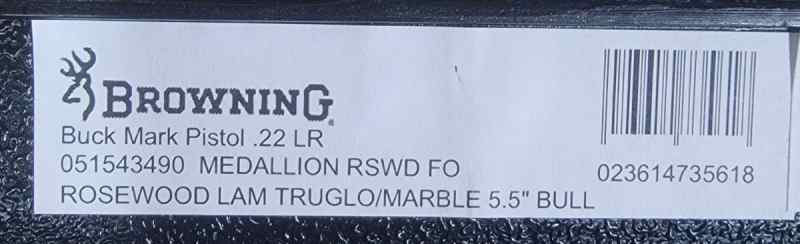 BROWNING
Buck Mark Pistol .22 LR
051543490 MEDALLION RSWD FO
ROSEWOOD LAM TRUGLO/MARBLE 5.5" BULL
023614735618